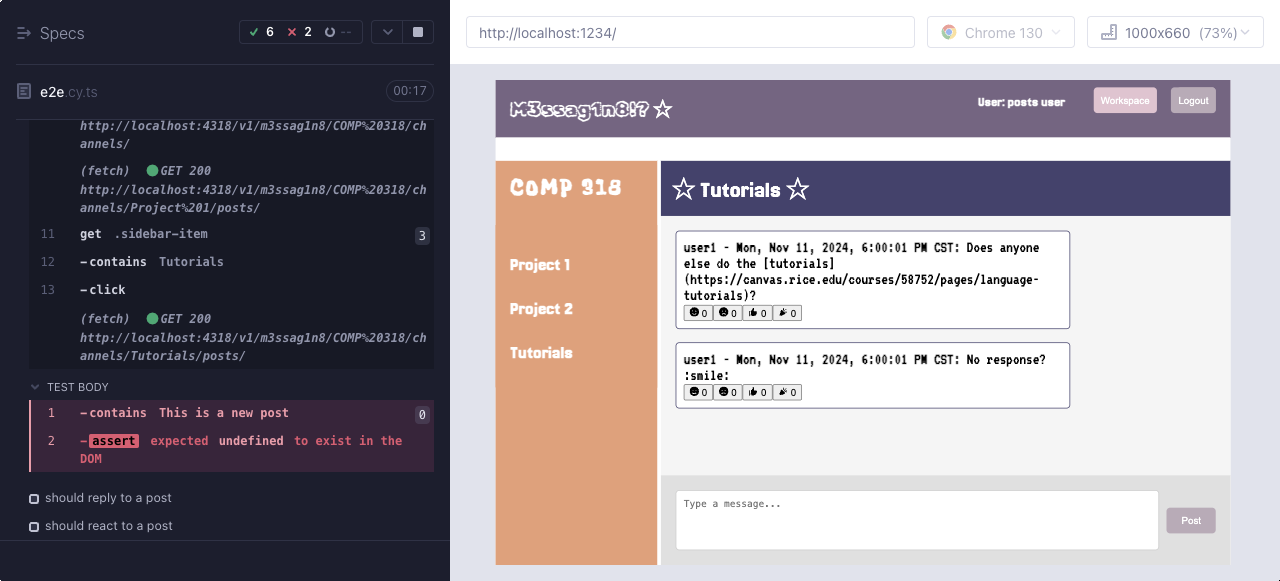 Specs
6 2 --
e2e.cy.ts
00:17
http://localhost:4318/v1/m3ssag1n8/COMP%20318/ch
annels/
(fetch) GET 200
http://localhost:4318/v1/m3ssag1n8/COMP%20318/ch
annels/Project%201/posts/
11 get .sidebar-item 3
12 -contains Tutorials
13 -click
(fetch) GET 200
http://localhost:4318/v1/m3ssag1n8/COMP%20318/ch
annels/Tutorials/posts/
TEST BODY
1 -contains This is a new post 0
2 -assert expected undefined to exist in the
DOM
should reply to a post
should react to a post
http://localhost:1234/
Chrome 130
1000x660 (73%)
M3ssag1n8!? ☆
User: posts user
Workspace
Logout
COMP 318
Project 1
Project 2
Tutorials
☆ Tutorials ☆
user1 - Mon, Nov 11, 2024, 6:00:01 PM CST: Does anyone
else do the [tutorials]
(https://canvas.rice.edu/courses/58752/pages/language-
tutorials)?
0 0 0 0
user1 - Mon, Nov 11, 2024, 6:00:01 PM CST: No response?
:smile:
0 0 0 0
Type a message...
Post